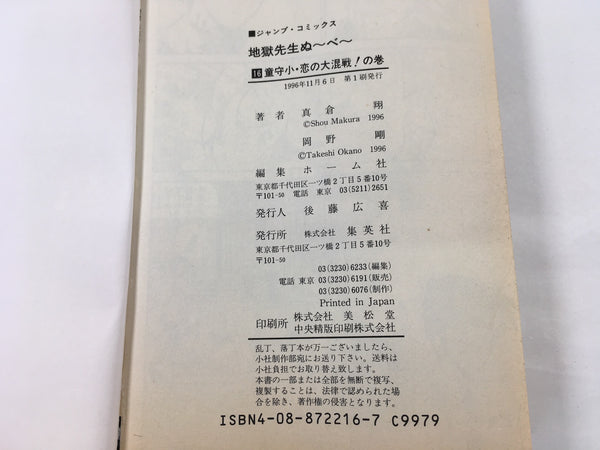 ■ジャンプ・コミックス
地獄先生ぬ〜べ〜
16童守小・恋の大混戦！の巻
1996年11月6日 第1刷発行
著者 真倉 翔
©Shou Makura 1996
岡野 剛
©Takeshi Okano 1996
編集 ホーム社
東京都千代田区一ツ橋2丁目5番10号
〒101-50 電話 東京 03(5211)2651
発行人 後藤広喜
発行所 株式会社 集英社
東京都千代田区一ツ橋2丁目5番10号
〒101-50
03(3230)6233(編集)
電話 東京 03(3230)6191(販売)
03(3230)6076(制作)
Printed in Japan
印刷所 株式会社 美松堂
中央精版印刷株式会社
乱丁、落丁本が万一ございましたら、
小社制作部宛にお送り下さい。送料は
小社負担でお取り替え致します。
本書の一部または全部を無断で複写、
複製することは、法律で認められた場
合を除き、著作権の侵害となります。
ISBN4-08-872216-7 C9979